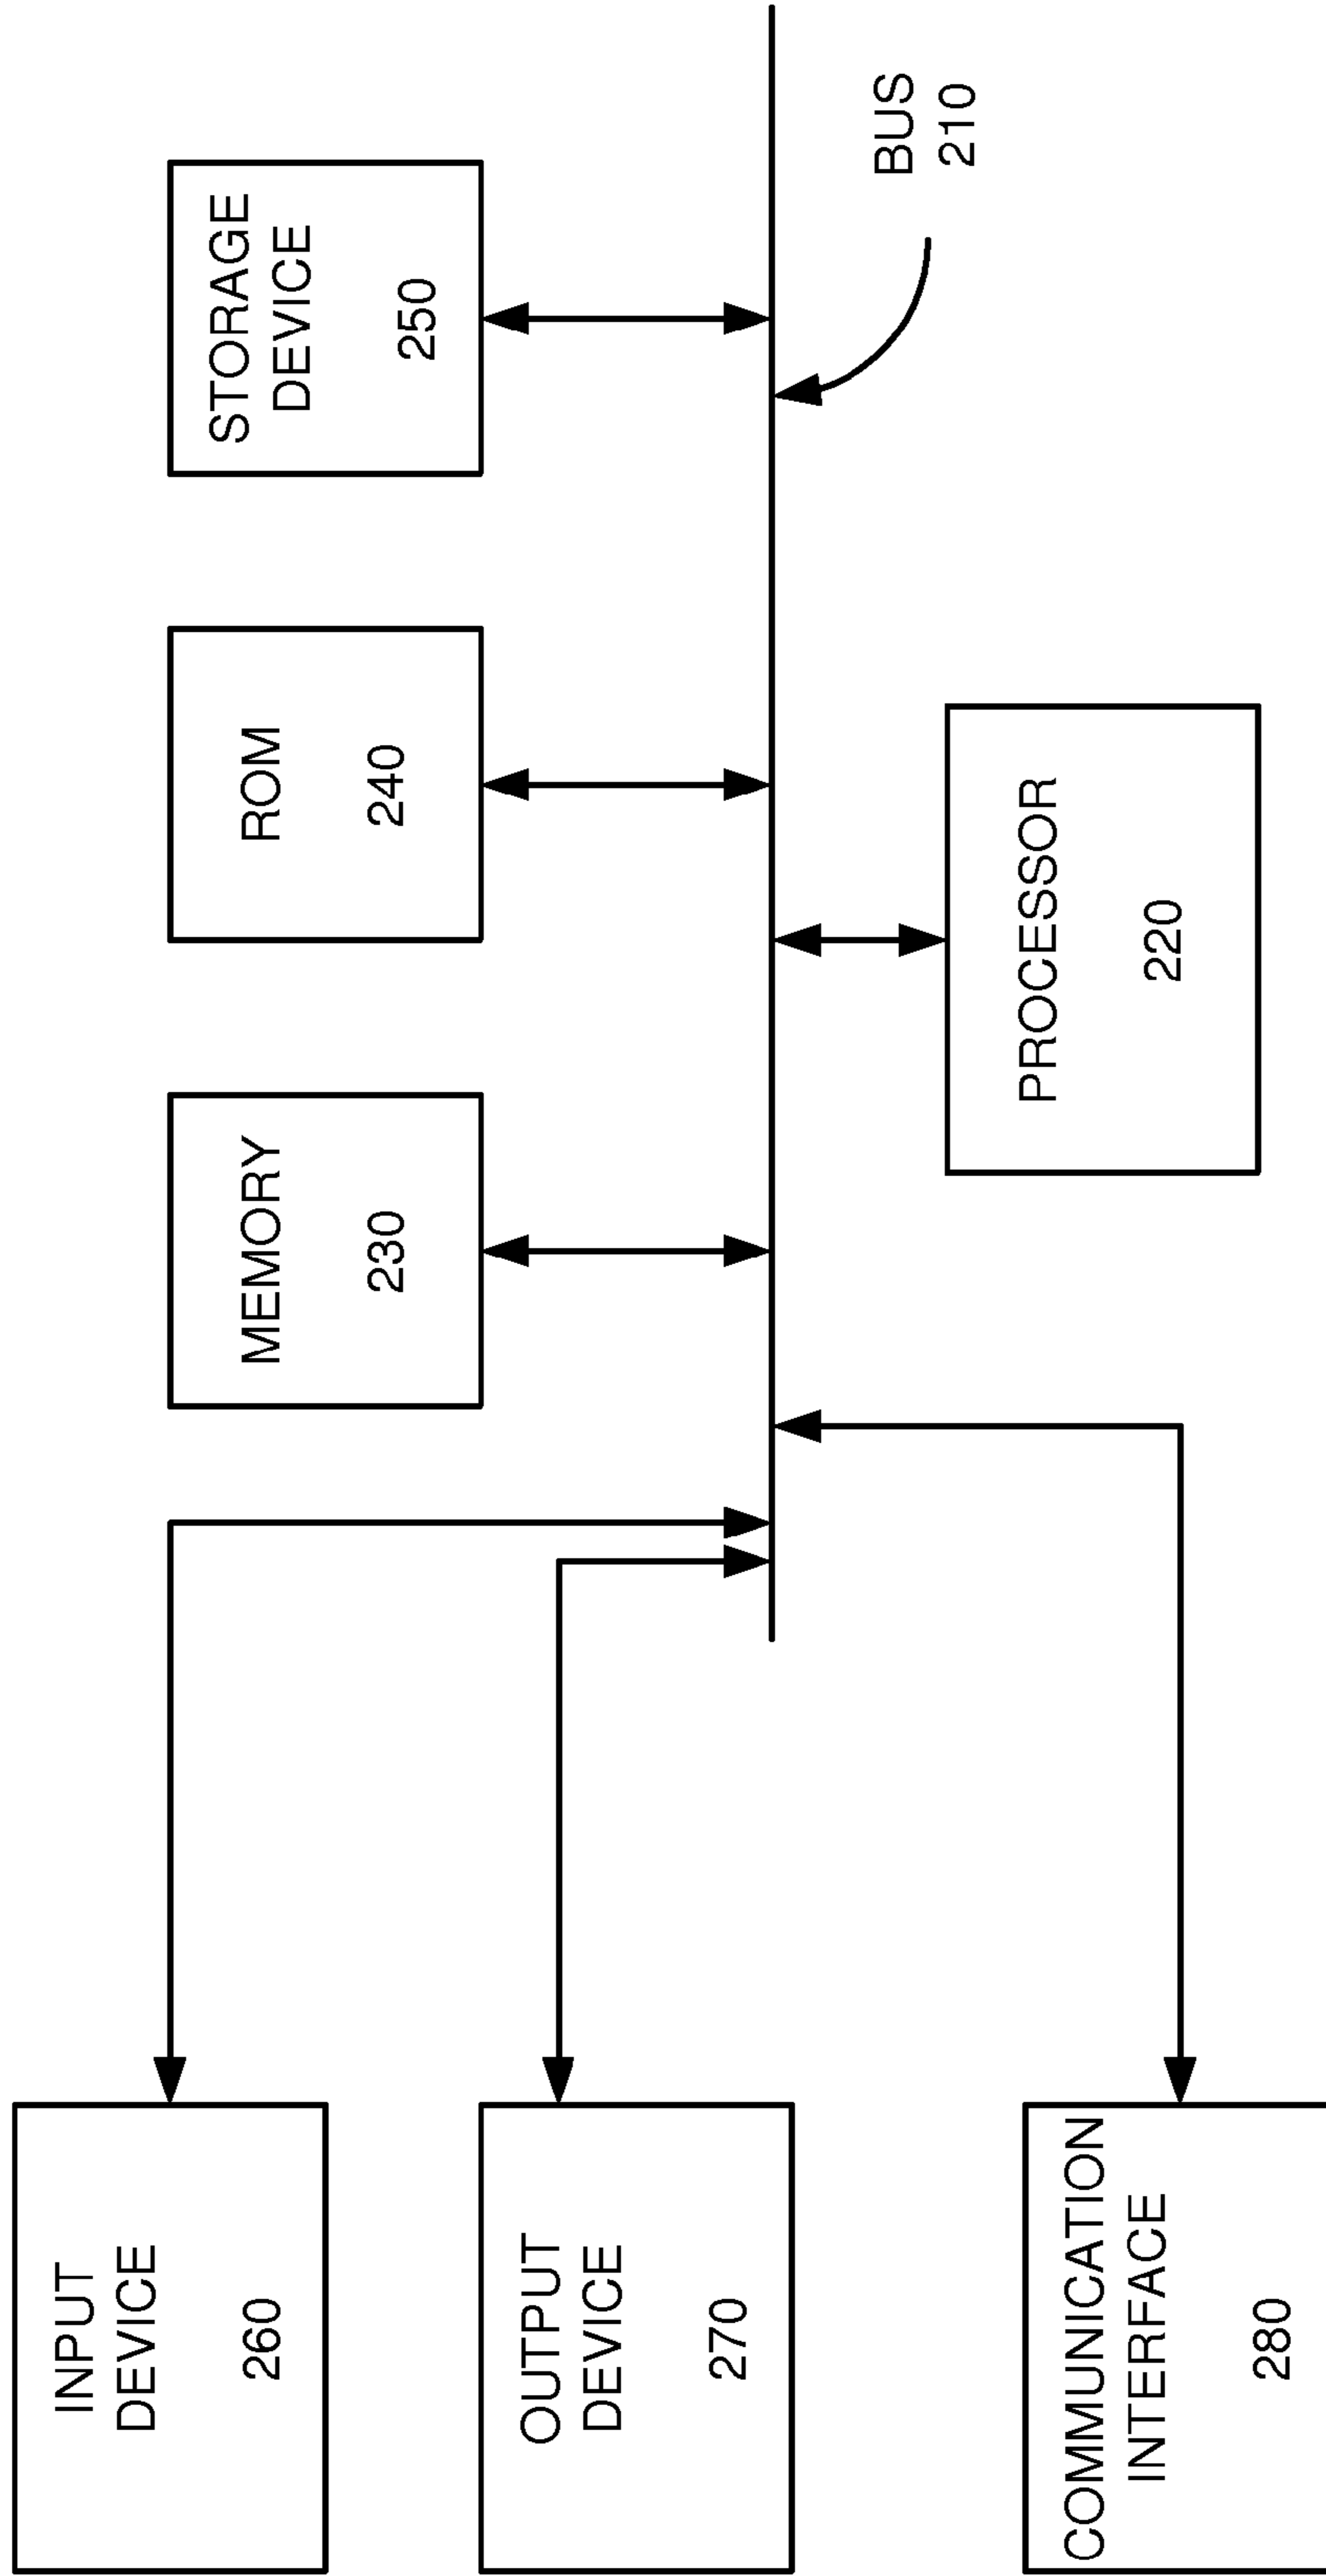 INPUT
DEVICE
260
OUTPUT
DEVICE
270
COMMUNICATION
INTERFACE
280
MEMORY
230
ROM
240
STORAGE
DEVICE
250
PROCESSOR
220
BUS
210